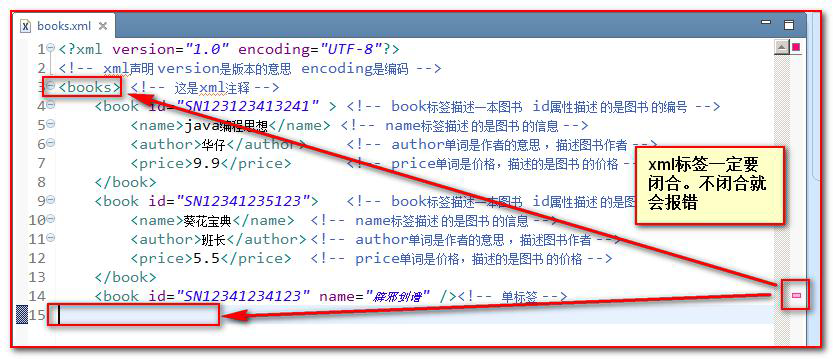 books.xml
1 <?xml version="1.0" encoding="UTF-8"?>
2 <!-- xml声明 version是版本的意思 encoding是编码 -->
3 <books> <!-- 这是xml注释 -->
4 <book id="SN123123413241" > <!-- book标签描述一本图书 id属性描述的是图书的编号 -->
5 <name>java编程思想</name> <!-- name标签描述的是图书的信息 -->
6 <author>华仔</author> <!-- author单词是作者的意思，描述图书作者 -->
7 <price>9.9</price> <!-- price单词是价格，描述的是图书的价格 -->
8 </book>
9 <book id="SN12341235123"> <!-- book标签描述一本图书 id属性描述的是图书的
10 <name>葵花宝典</name> <!-- name标签描述的是图书的信息 -->
11 <author>班长</author><!-- author单词是作者的意思，描述图书作者 -->
12 <price>5.5</price> <!-- price单词是价格，描述的是图书的价格 -->
13 </book>
14 <book id="SN12341234123" name="辟邪剑谱" /><!-- 单标签 -->
15
xml标签一定要
闭合。不闭合就
会报错